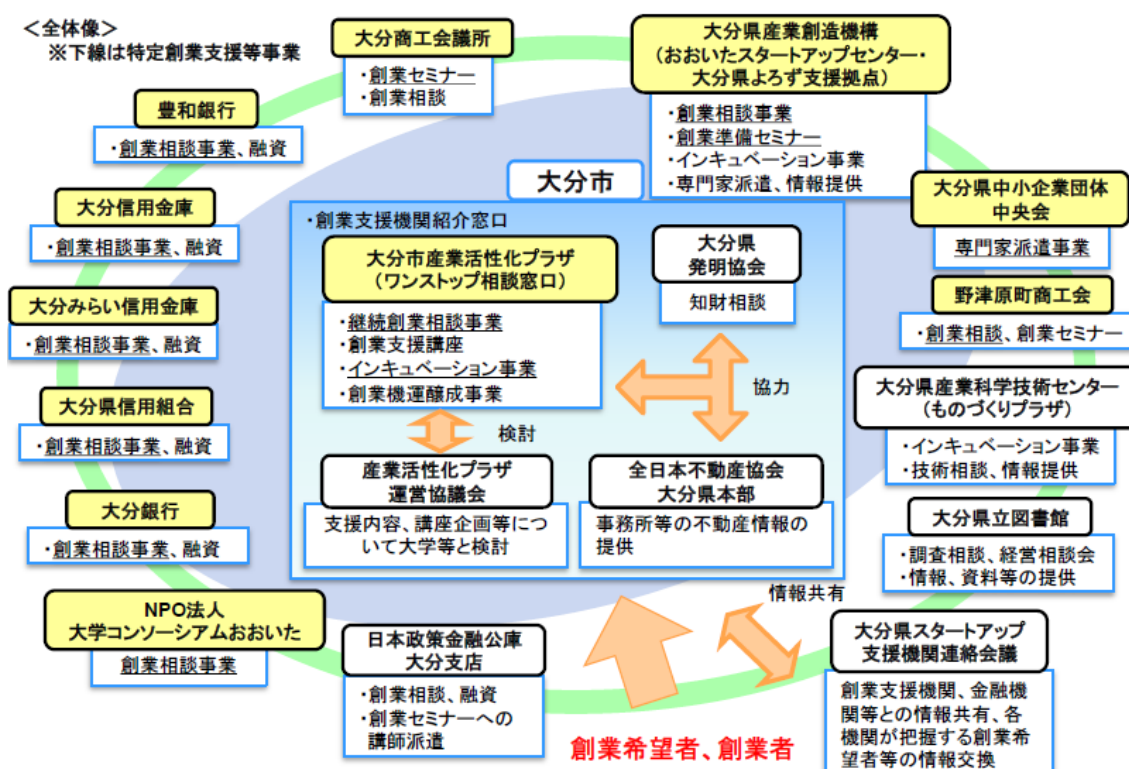 ＜全体像＞
※下線は特定創業支援等事業
大分商工会議所
・創業セミナー
・創業相談
大分県産業創造機構
（おおいたスタートアップセンター・
大分県よろず支援拠点）
・創業相談事業
・創業準備セミナー
・インキュベーション事業
・専門家派遣、情報提供
豊和銀行
・創業相談事業、融資
大分信用金庫
・創業相談事業、融資
大分みらい信用金庫
・創業相談事業、融資
大分県信用組合
・創業相談事業、融資
大分銀行
・創業相談事業、融資
NPO法人
大学コンソーシアムおおいた
創業相談事業
大分市
・創業支援機関紹介窓口
大分市産業活性化プラザ
（ワンストップ相談窓口）
・継続創業相談事業
・創業支援講座
・インキュベーション事業
・創業機運醸成事業
大分県
発明協会
知財相談
協力
検討
産業活性化プラザ
運営協議会
支援内容、講座企画等につ
いて大学等と検討
全日本不動産協会
大分県本部
事務所等の不動産情報の
提供
大分県中小企業団体
中央会
専門家派遣事業
野津原町商工会
・創業相談、創業セミナー
大分県産業科学技術センター
（ものづくりプラザ）
・インキュベーション事業
・技術相談、情報提供
大分県立図書館
・調査相談、経営相談会
・情報、資料等の提供
情報共有
日本政策金融公庫
大分支店
・創業相談、融資
・創業セミナーへの
講師派遣
大分県スタートアップ
支援機関連絡会議
創業支援機関、金融機
関等との情報共有、各
機関が把握する創業希
望者等の情報交換
創業希望者、創業者